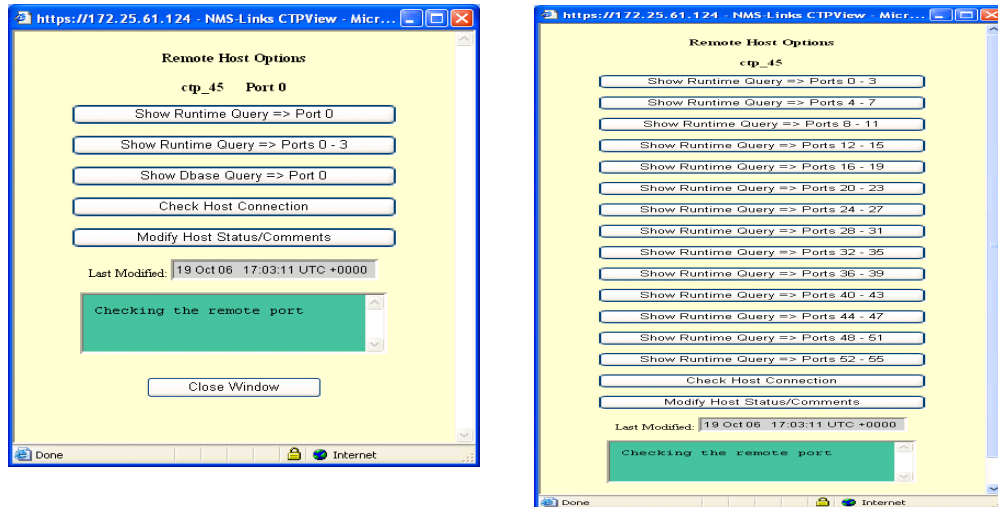 https://172.25.61.124 - NMS-Links CTPView - Micr...
Remote Host Options
ctp_45 Port 0
Show Runtime Query => Port 0
Show Runtime Query => Ports 0 - 3
Show Dbase Query => Port 0
Check Host Connection
Modify Host Status/Comments
Last Modified: 19 Oct 06 17:03:11 UTC +0000
Checking the remote port
Close Window
Done
Internet
https://172.25.61.124 - NMS-Links CTPView - Micr...
Remote Host Options
ctp_45
Show Runtime Query => Ports 0 - 3
Show Runtime Query => Ports 4 - 7
Show Runtime Query => Ports 8 - 11
Show Runtime Query => Ports 12 - 15
Show Runtime Query => Ports 16 - 19
Show Runtime Query => Ports 20 - 23
Show Runtime Query => Ports 24 - 27
Show Runtime Query => Ports 28 - 31
Show Runtime Query => Ports 32 - 35
Show Runtime Query => Ports 36 - 39
Show Runtime Query => Ports 40 - 43
Show Runtime Query => Ports 44 - 47
Show Runtime Query => Ports 48 - 51
Show Runtime Query => Ports 52 - 55
Check Host Connection
Modify Host Status/Comments
Last Modified: 19 Oct 06 17:03:11 UTC +0000
Checking the remote port
Done
Internet